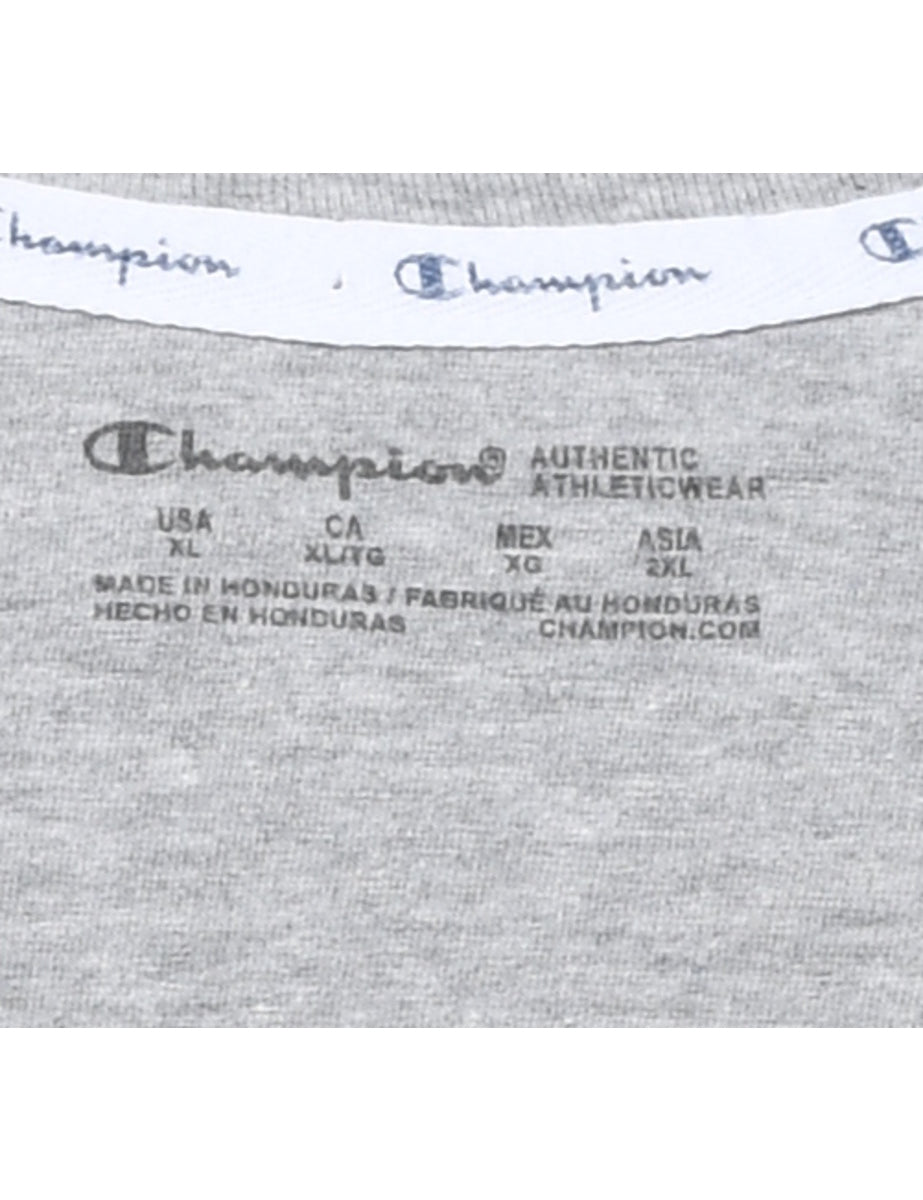 Champion Champion C
Champion® AUTHENTIC
ATHLETICWEAR
USA CA MEX ASIA
XL XL/TG XG 2XL
MADE IN HONDURAS / FABRIQUÉ AU HONDURAS
HECHO EN HONDURAS CHAMPION.COM